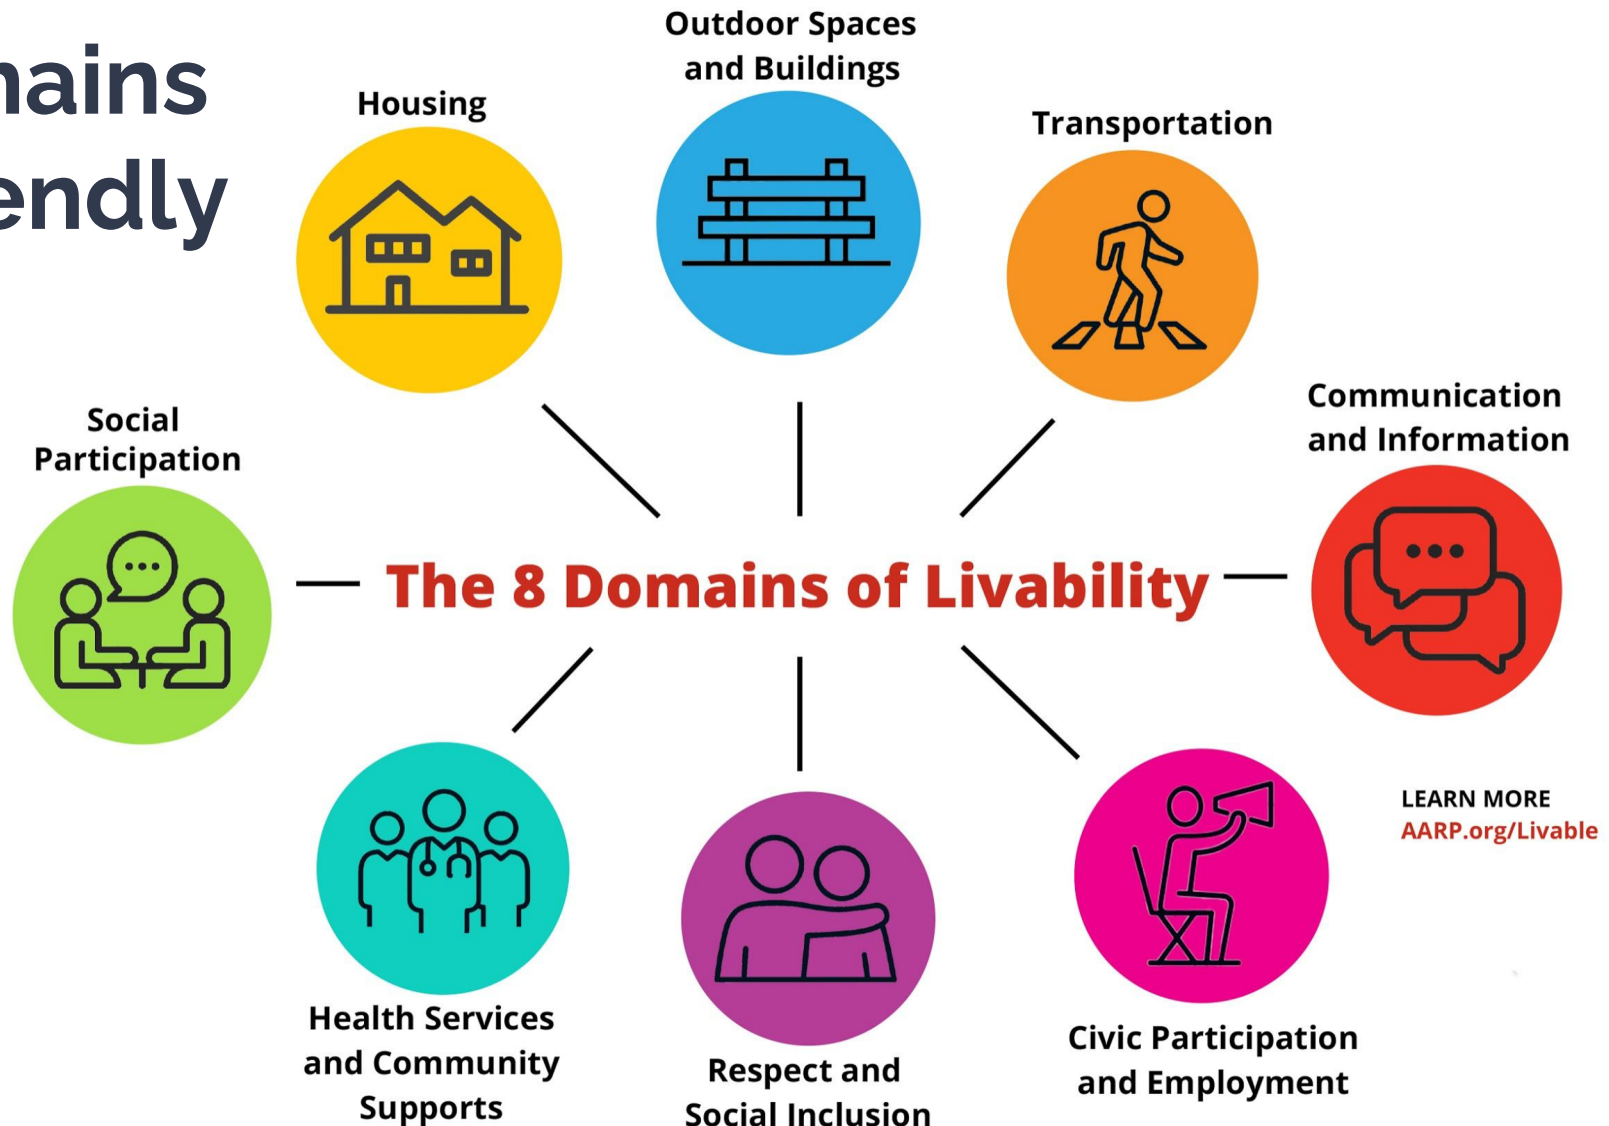 mains
endly
Outdoor Spaces
and Buildings
Housing
Transportation
Communication
and Information
Social
Participation
The 8 Domains of Livability
LEARN MORE
AARP.org/Livable
Health Services
and Community
Supports
Respect and
Social Inclusion
Civic Participation
and Employment